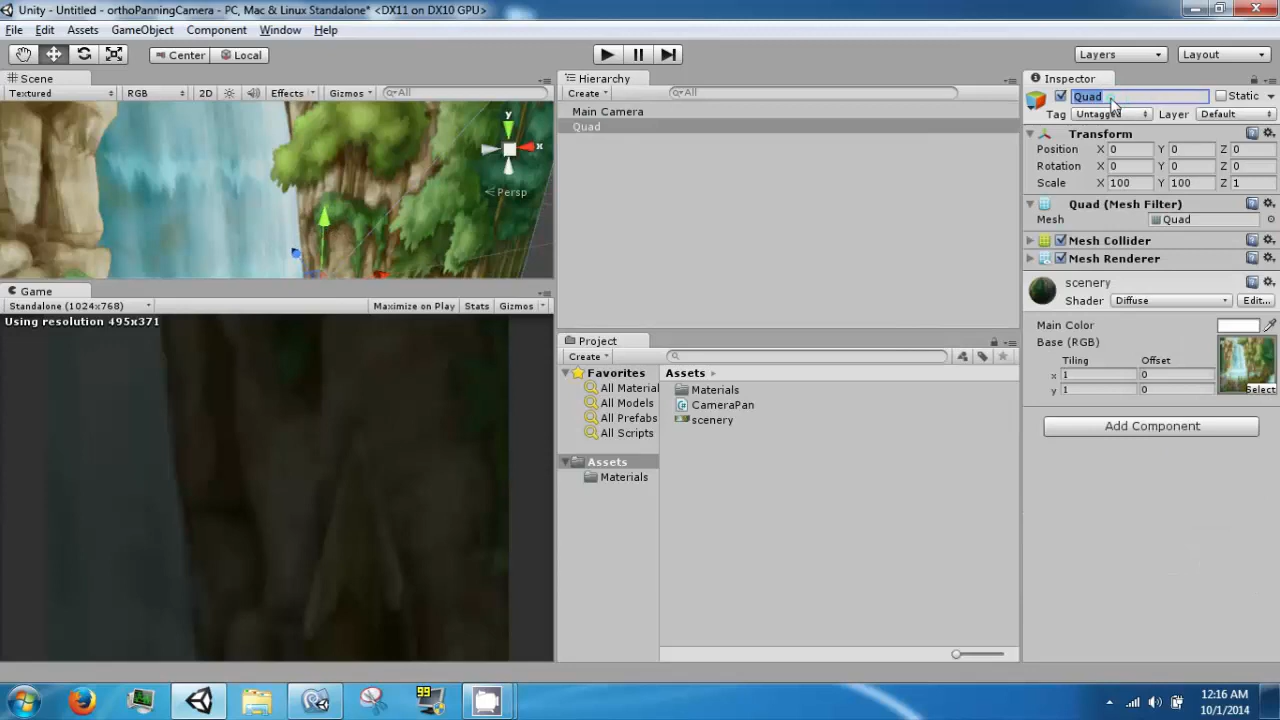 Unity - Untitled - orthoPanningCamera - PC, Mac & Linux Standalone* <DX11 on DX10 GPU>
File Edit Assets GameObject Component Window Help
Center Local Layers Layout
Scene
Textured RGB 2D Effects Gizmos All
y
x
Persp
Game
Standalone (1024x768) Maximize on Play Stats Gizmos
Using resolution 495x371
Hierarchy
Create All
Main Camera
Quad
Project
Create
Favorites
All Material
All Models
All Prefabs
All Scripts
Assets
Materials
Assets
Materials
CameraPan
scenery
Inspector
Quad Static
Tag Untagged Layer Default
Transform
Position X 0 Y 0 Z 0
Rotation X 0 Y 0 Z 0
Scale X 100 Y 100 Z 1
Quad (Mesh Filter)
Mesh Quad
Mesh Collider
Mesh Renderer
scenery
Shader Diffuse Edit...
Main Color
Base (RGB)
Tiling Offset
x 1 0
y 1 0
Select
Add Component
99
12:16 AM
10/1/2014